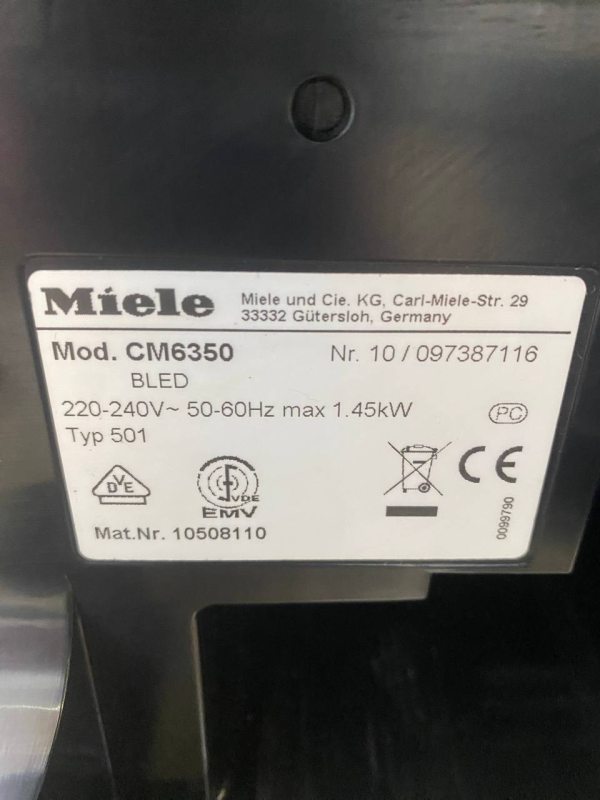 Miele
Miele und Cie. KG, Carl-Miele-Str. 29
33332 Gütersloh, Germany
Mod. CM6350
Nr. 10 / 097387116
BLED
220-240V~ 50-60Hz max 1.45kW
PC
Typ 501
DVE
VDE
EMV
CE
Mat.Nr. 10508110
0099790